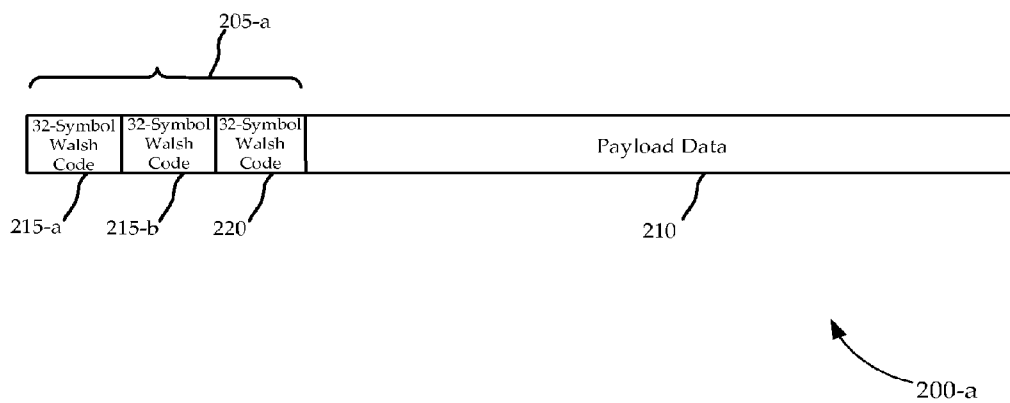 205-a
32-Symbol 32-Symbol 32-Symbol
Walsh Walsh Walsh
Code Code Code
Payload Data
215-a 215-b 220 210
200-a